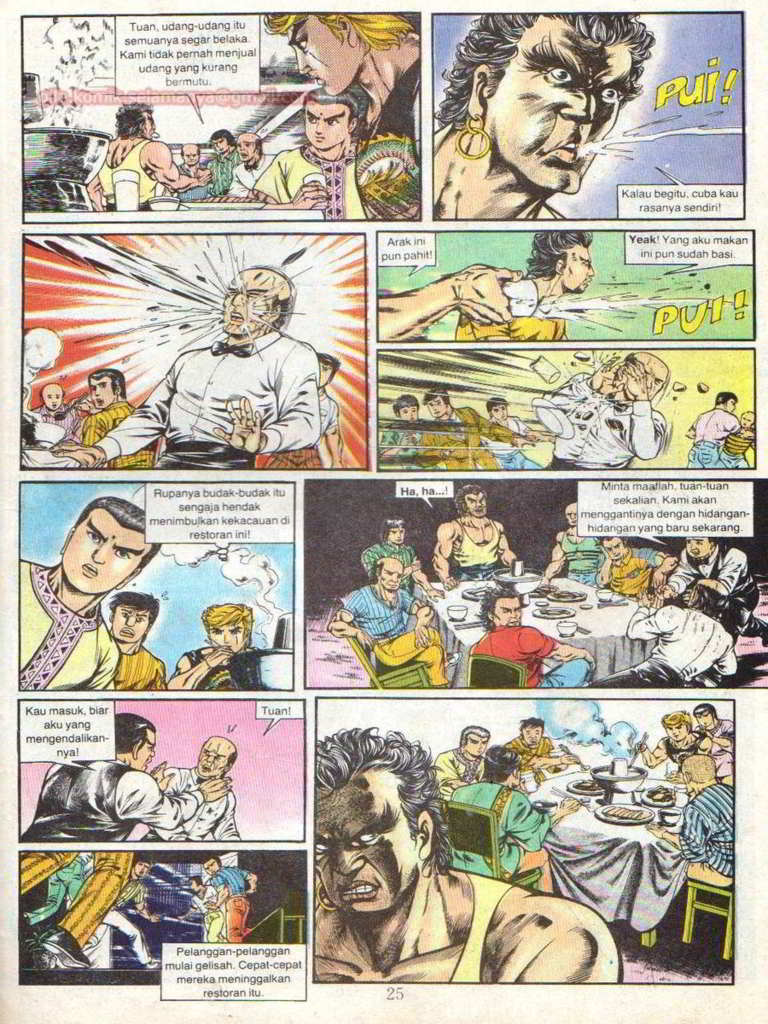 Tuan, udang-udang itu
semuanya segar belaka.
Kami tidak pernah menjual
udang yang kurang
bermutu.
PUI!
Kalau begitu, cuba kau
rasanya sendiri!
Arak ini
pun pahit!
Yeak! Yang aku makan
ini pun sudah basi.
PUI!
Rupanya budak-budak itu
sengaja hendak
menimbulkan kekacauan di
restoran ini!
Ha, ha...!
Minta maaflah, tuan-tuan
sekalian. Kami akan
menggantinya dengan hidangan-
hidangan yang baru sekarang.
Kau masuk, biar
aku yang
mengendalikan-
nya!
Tuan!
Pelanggan-pelanggan
mulai gelisah. Cepat-cepat
mereka meninggalkan
restoran itu.
25